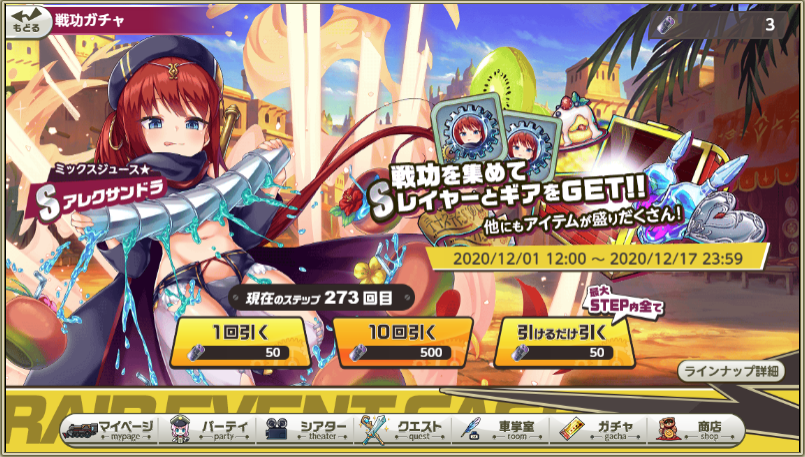 もどる
戦功ガチャ
3
ミックスジュース★
S アレクサンドラ
戦功を集めて
SレイヤーとギアをGET!!
他にもアイテムが盛りだくさん!
2020/12/01 12:00 ～ 2020/12/17 23:59
現在のステップ 273 回目
最大
STEP内全て
1回引く
50
10回引く
500
引けるだけ引く
50
ラインナップ詳細
RAID EVENT GAC
マイページ
mypage
パーティ
party
シアター
theater
クエスト
quest
車掌室
room
ガチャ
gacha
商店
shop